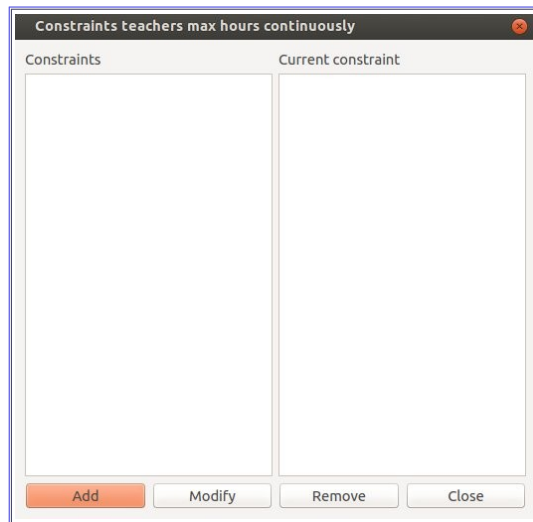 Constraints teachers max hours continuously
Constraints Current constraint
Add Modify Remove Close